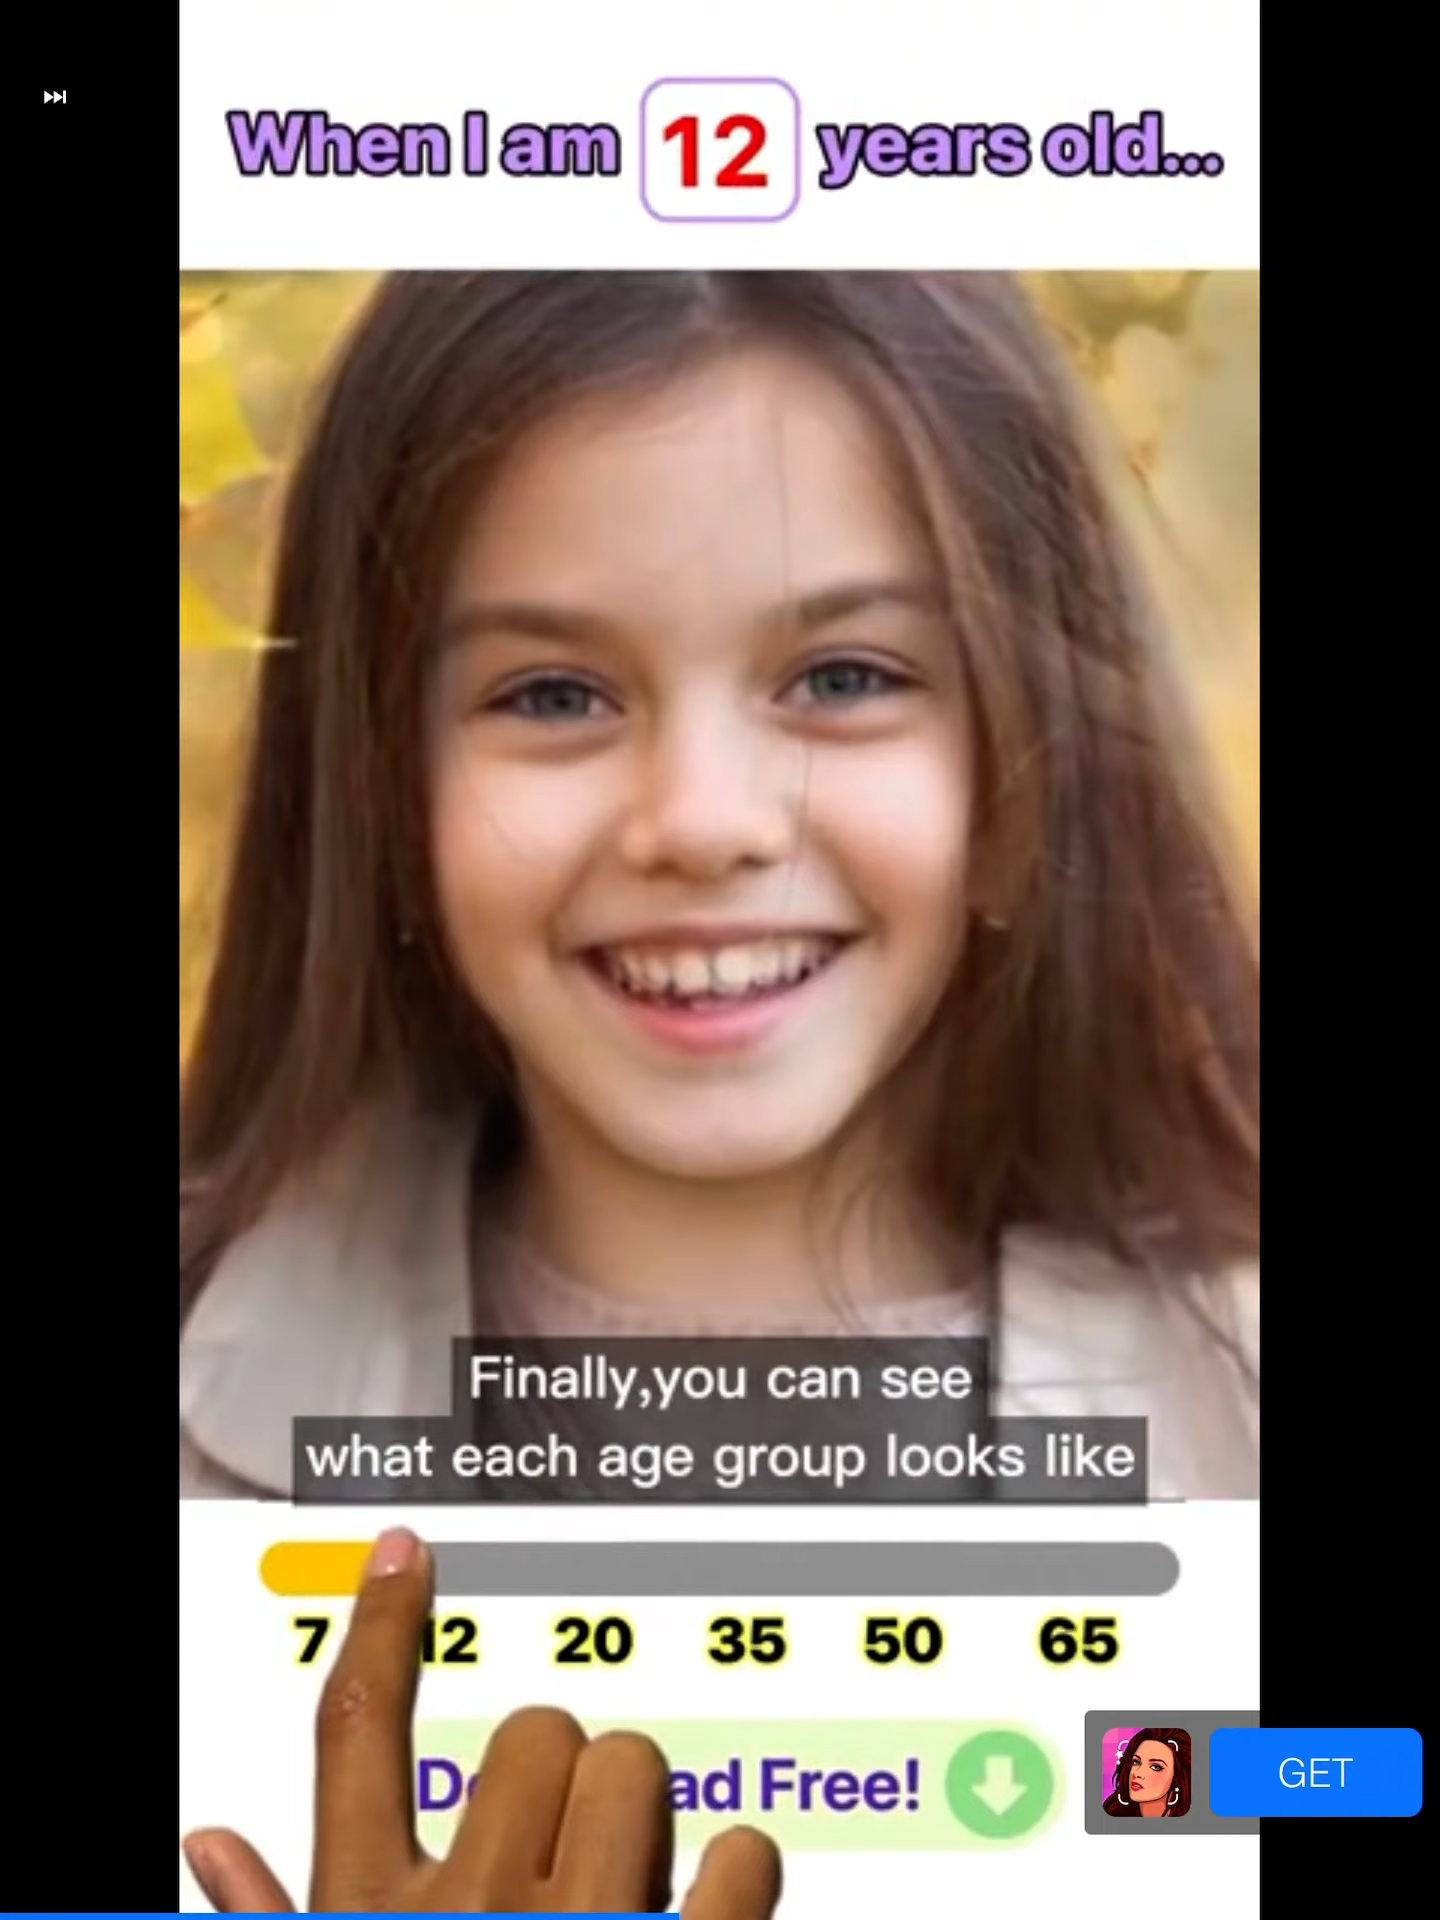 When I am 12 years old...
Finally,you can see
what each age group looks like
7 12 20 35 50 65
Free!
GET